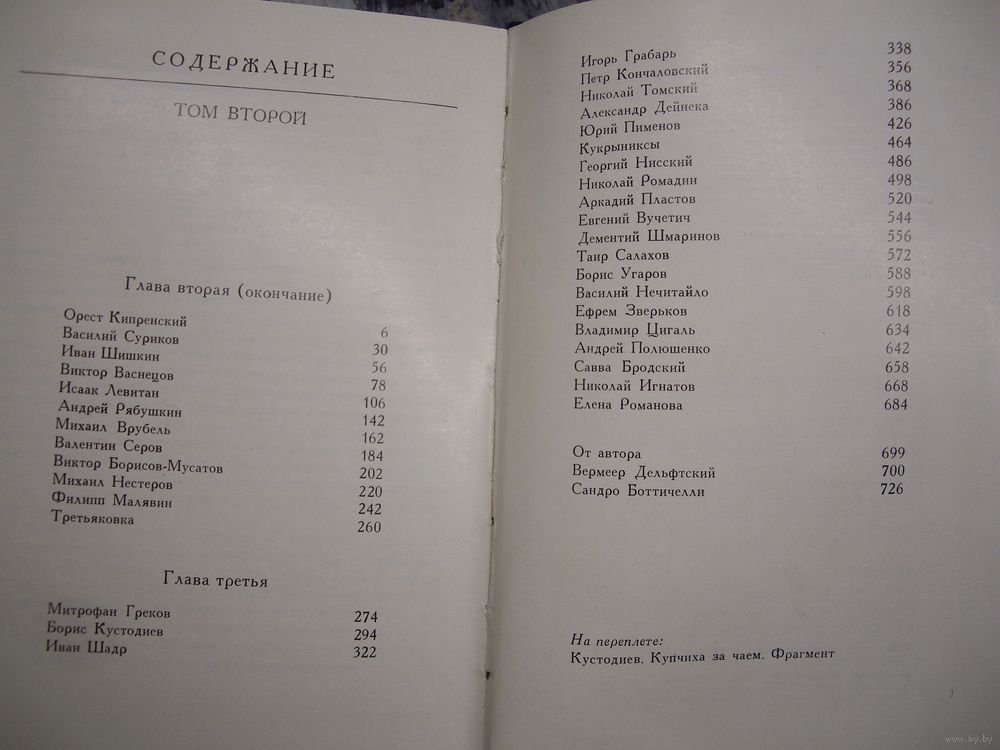 СОДЕРЖАНИЕ
ТОМ ВТОРОЙ
Глава вторая (окончание)
Орест Кипренский 6
Василий Суриков 30
Иван Шишкин 56
Виктор Васнецов 78
Исаак Левитан 106
Андрей Рябушкин 142
Михаил Врубель 162
Валентин Серов 184
Виктор Борисов-Мусатов 202
Михаил Нестеров 220
Филипп Малявин 242
Третьяковка 260
Глава третья
Митрофан Греков 274
Борис Кустодиев 294
Иван Шадр 322
Игорь Грабарь 338
Петр Кончаловский 356
Николай Томский 368
Александр Дейнека 386
Юрий Пименов 426
Кукрыниксы 464
Георгий Нисский 486
Николай Ромадин 498
Аркадий Пластов 520
Евгений Вучетич 544
Дементий Шмаринов 556
Таир Салахов 572
Борис Угаров 588
Василий Нечитайло 598
Ефрем Зверьков 618
Владимир Цигаль 634
Андрей Полюшенко 642
Савва Бродский 658
Николай Игнатов 668
Елена Романова 684
От автора 699
Вермеер Дельфтский 700
Сандро Боттичелли 726
На переплете:
Кустодиев. Купчиха за чаем. Фрагмент
www.ay.by